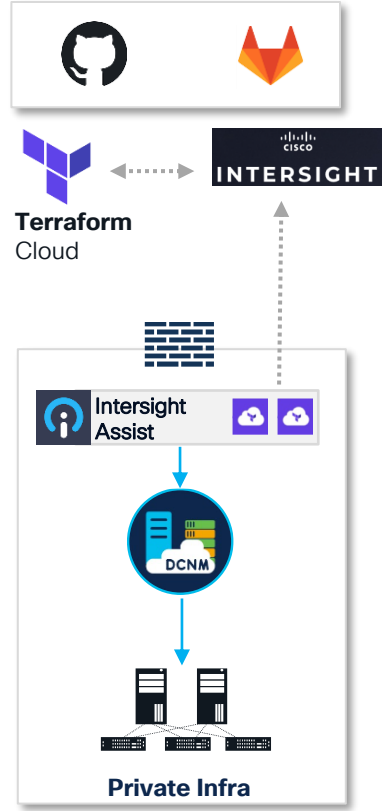 Terraform
Cloud
CISCO
INTERSIGHT
Intersight
Assist
DCNM
Private Infra